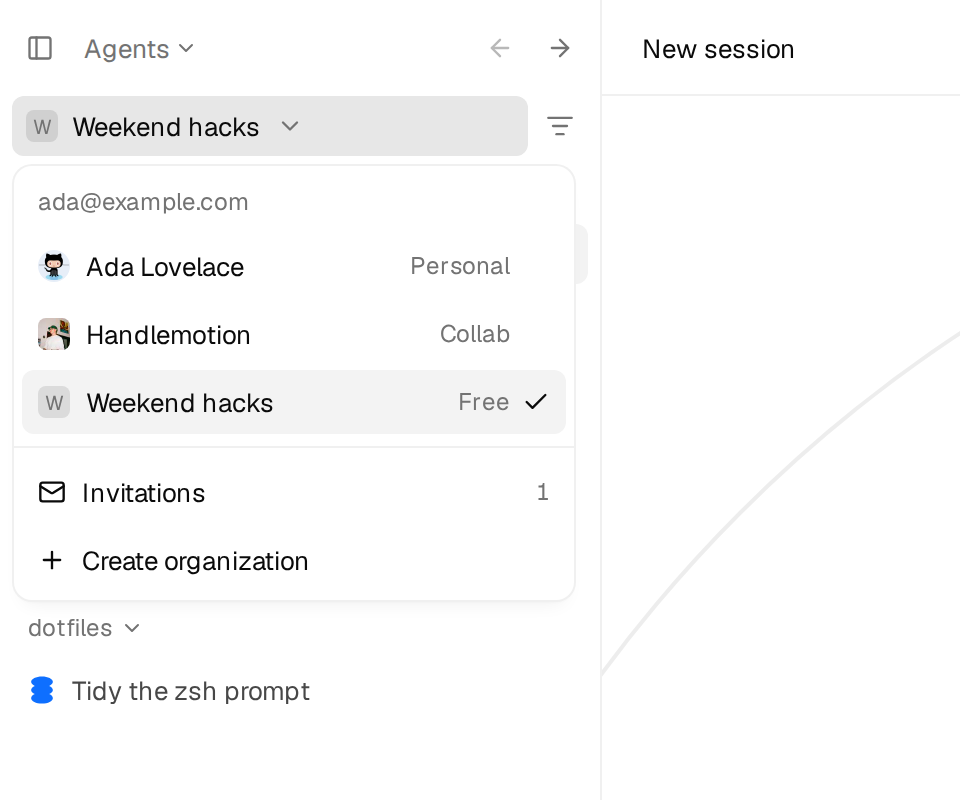 Agents
New session
W Weekend hacks
ada@example.com
Ada Lovelace Personal
Handlemotion Collab
W Weekend hacks Free
Invitations 1
Create organization
dotfiles
Tidy the zsh prompt